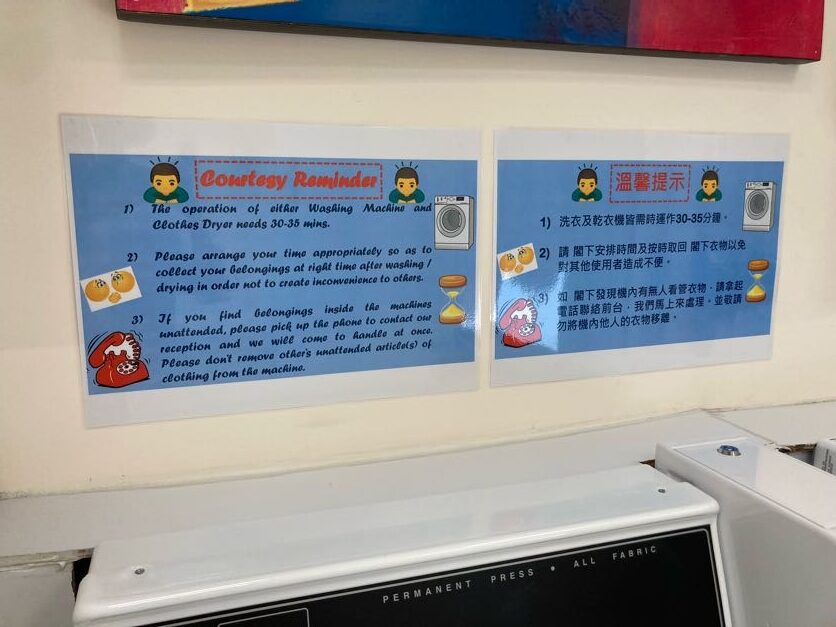 Courtesy Reminder
1) The operation of either Washing Machine and
Clothes Dryer needs 30-35 mins.
2) Please arrange your time appropriately so as to
collect your belongings at right time after washing /
drying in order not to create inconvenience to others.
3) If you find belongings inside the machines
unattended, please pick up the phone to contact our
reception and we will come to handle at once.
Please don't remove other's unattended article(s) of
clothing from the machine.
溫馨提示
1) 洗衣及乾衣機皆需時運作30-35分鐘。
2) 請 閣下安排時間及按時取回 閣下衣物以免
對其他使用者造成不便。
3) 如 閣下發現機內有無人看管衣物，請拿起
電話聯絡前台，我們馬上來處理。並敬請
勿將機內他人的衣物移離。
PERMANENT PRESS • ALL FABRIC